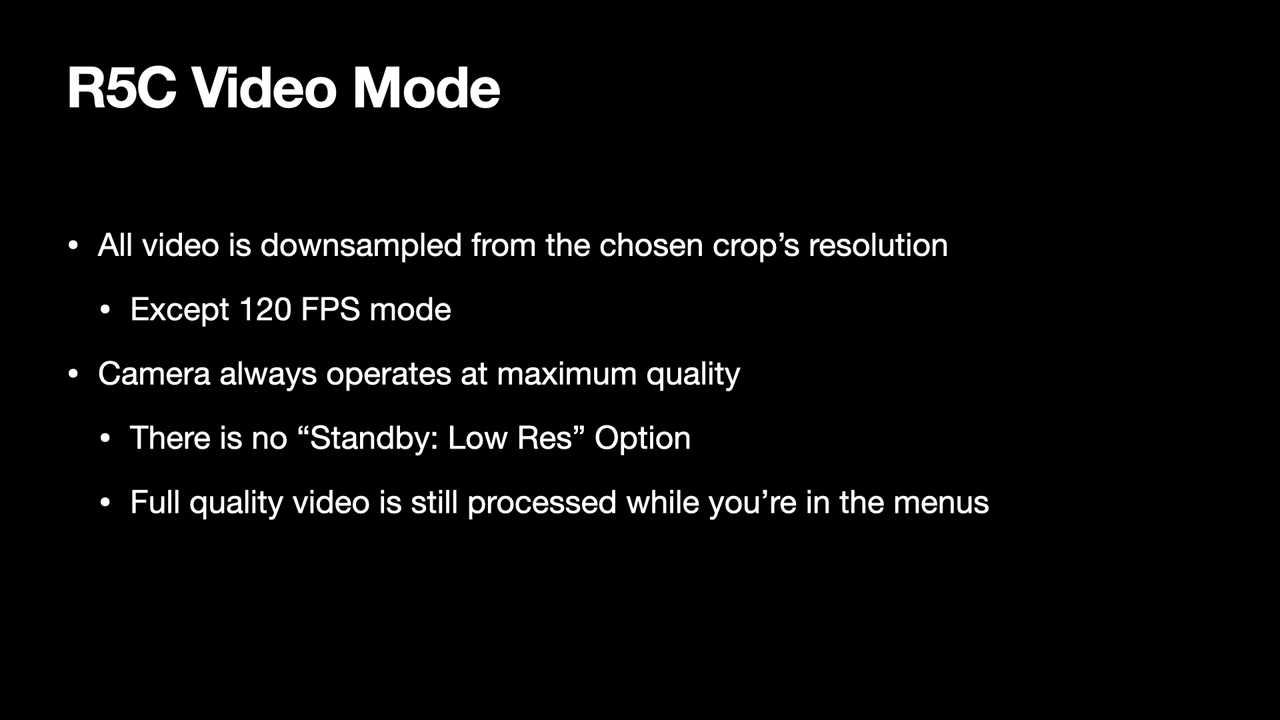 R5C Video Mode
• All video is downsampled from the chosen crop’s resolution
• Except 120 FPS mode
• Camera always operates at maximum quality
• There is no “Standby: Low Res” Option
• Full quality video is still processed while you’re in the menus